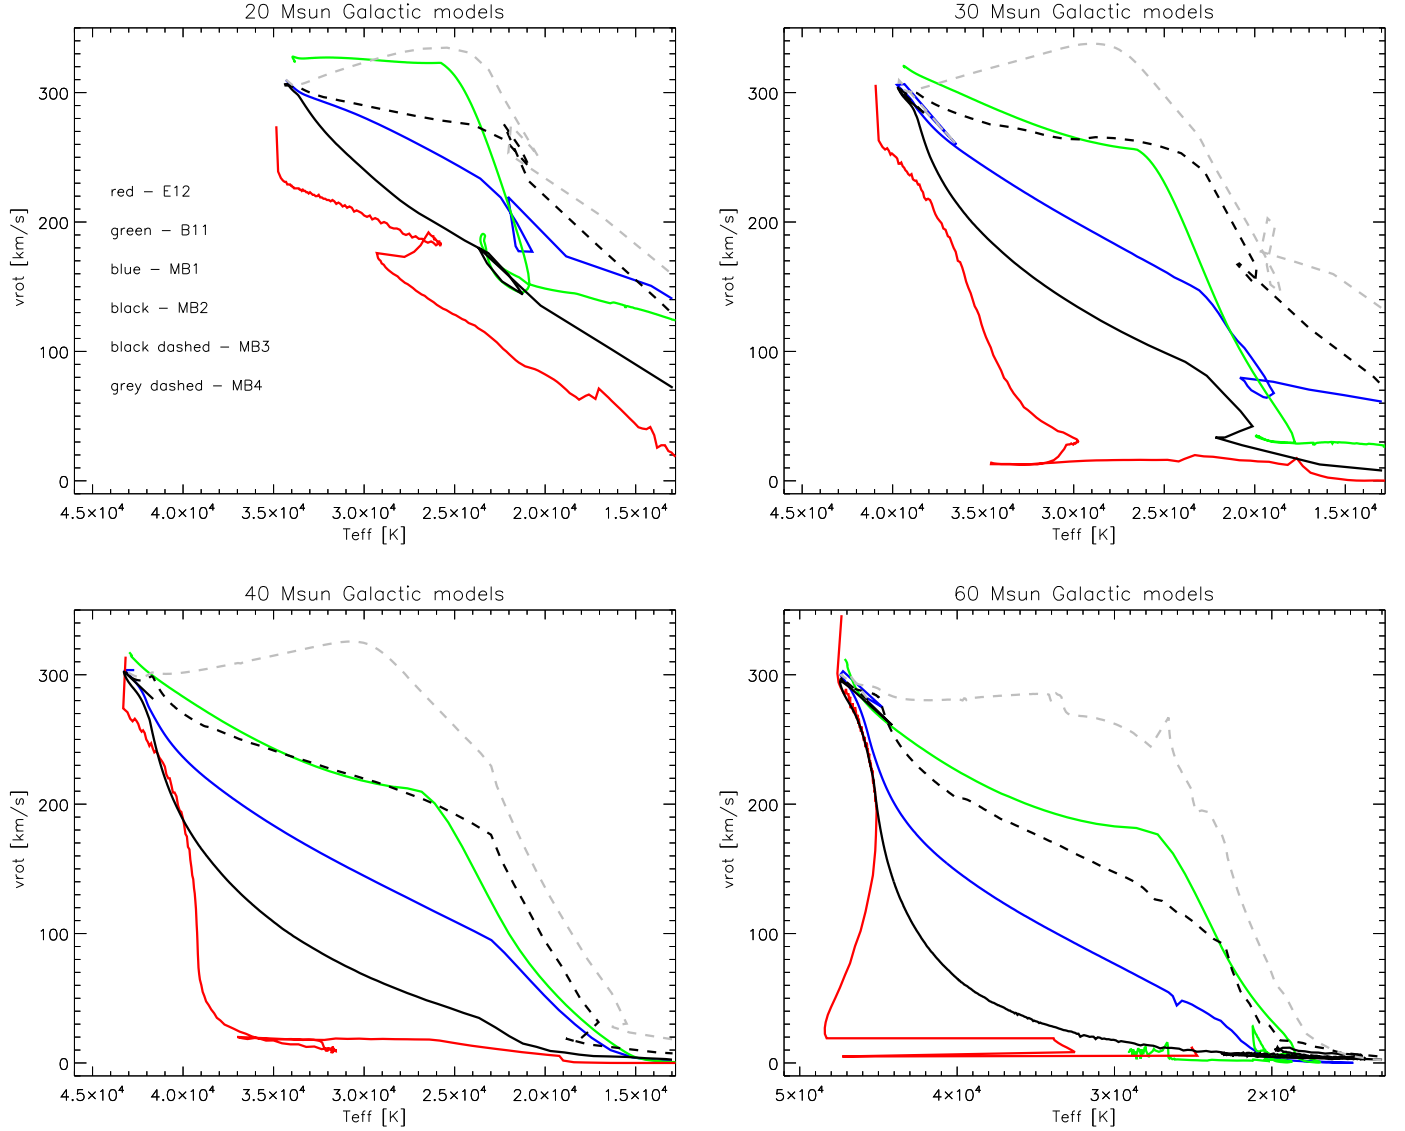 20 Msun Galactic models
vrot [km/s]
300
200
100
0
red – E12
green – B11
blue – MB1
black – MB2
black dashed – MB3
grey dashed – MB4
4.5×10⁴ 4.0×10⁴ 3.5×10⁴ 3.0×10⁴ 2.5×10⁴ 2.0×10⁴ 1.5×10⁴
Teff [K]
30 Msun Galactic models
vrot [km/s]
300
200
100
0
4.5×10⁴ 4.0×10⁴ 3.5×10⁴ 3.0×10⁴ 2.5×10⁴ 2.0×10⁴ 1.5×10⁴
Teff [K]
40 Msun Galactic models
vrot [km/s]
300
200
100
0
4.5×10⁴ 4.0×10⁴ 3.5×10⁴ 3.0×10⁴ 2.5×10⁴ 2.0×10⁴ 1.5×10⁴
Teff [K]
60 Msun Galactic models
vrot [km/s]
300
200
100
0
5×10⁴ 4×10⁴ 3×10⁴ 2×10⁴
Teff [K]